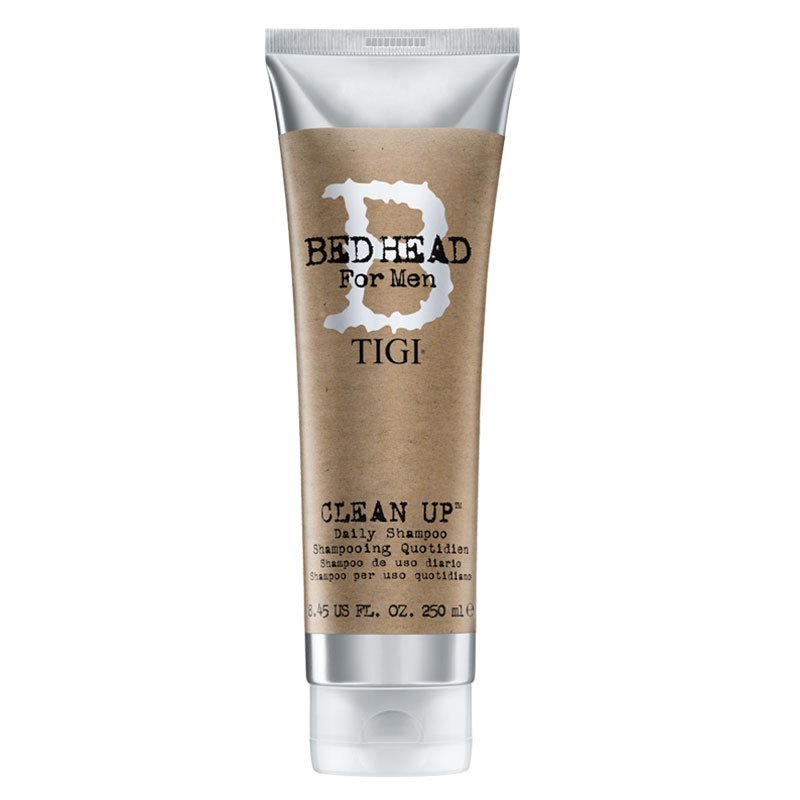 B
BED HEAD
For Men
TIGI®
CLEAN UP™
Daily Shampoo
Shampooing Quotidien
Shampoo de uso diario
Shampoo per uso quotidiano
8.45 US FL. OZ. 250 ml ℮